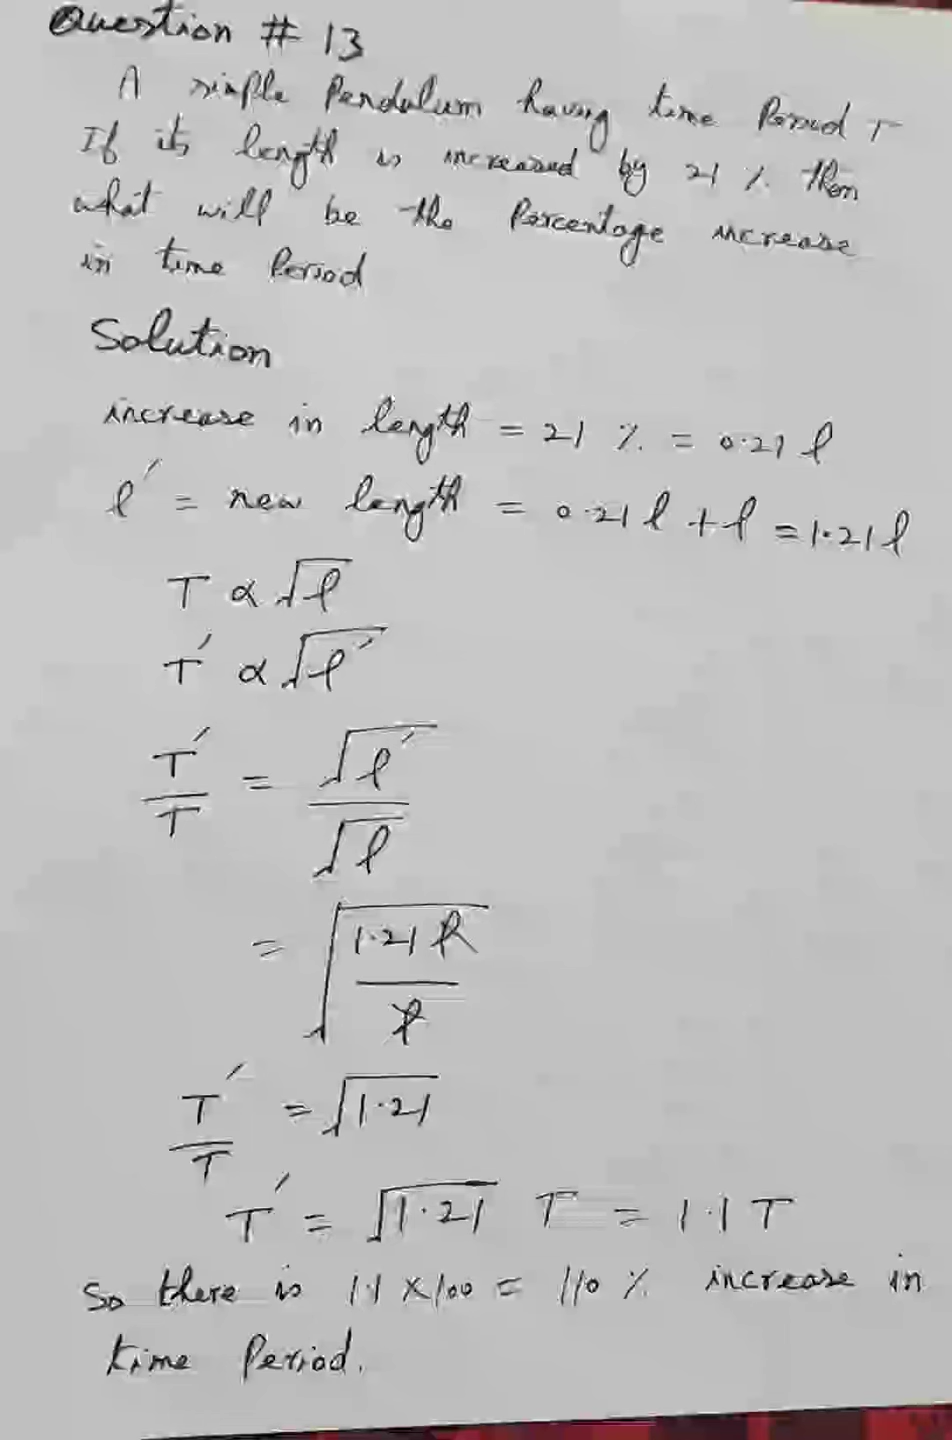 Question # 13
A simple Pendulum having time Period T
If its length is increased by 21 % then
what will be the Percentage increase
in time Period
Solution
increase in length = 21 % = 0.21 l
l′ = new length = 0.21 l + l = 1.21 l
T ∝ √l
T′ ∝ √l′
T′/T = √l′/√l
= √(1.21 l/l)
T′/T = √1.21
T′ = √1.21 T = 1.1 T
So there is 1.1 × 100 = 110 % increase in
time Period.